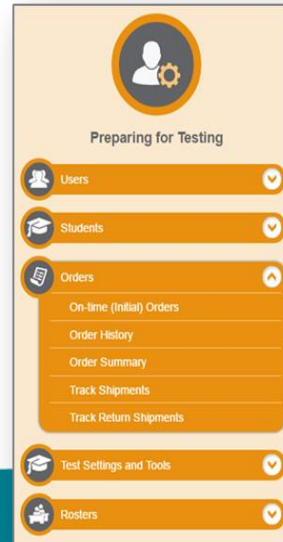 Preparing for Testing
Users
Students
Orders
On-time (Initial) Orders
Order History
Order Summary
Track Shipments
Track Return Shipments
Test Settings and Tools
Rosters